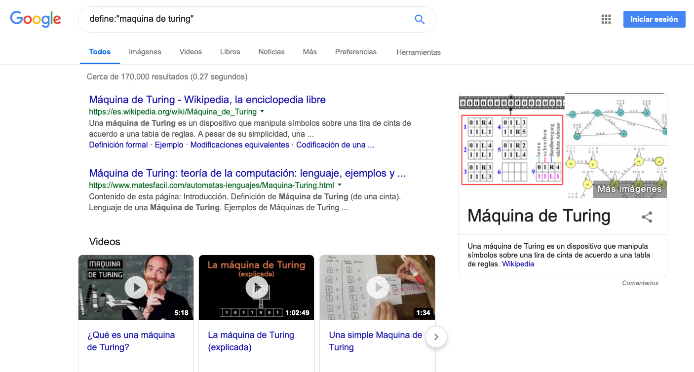 Google
define:"maquina de turing"
Iniciar sesión
Todos Imágenes Videos Libros Noticias Más Preferencias Herramientas
Cerca de 170,000 resultados (0.27 segundos)
Máquina de Turing - Wikipedia, la enciclopedia libre
https://es.wikipedia.org/wiki/Máquina_de_Turing
Una máquina de Turing es un dispositivo que manipula símbolos sobre una tira de cinta de
acuerdo a una tabla de reglas. A pesar de su simplicidad, una ...
Definición formal · Ejemplo · Modificaciones equivalentes · Codificación de una ...
Máquina de Turing: teoría de la computación: lenguaje, ejemplos y ...
https://www.matesfacil.com/automatas-lenguajes/Maquina-Turing.html
Contenido de esta página: Introducción. Definición de Máquina de Turing (de una cinta).
Lenguaje de una Máquina de Turing. Ejemplos de Máquinas de Turing ...
Videos
MÁQUINA
DE TURING
5:18
¿Qué es una máquina
de Turing?
La máquina de Turing
(explicada)
1:02:49
La máquina de Turing
(explicada)
1:34
Una simple Maquina de
Turing
Más imágenes
Máquina de Turing
Una máquina de Turing es un dispositivo que manipula
símbolos sobre una tira de cinta de acuerdo a una tabla
de reglas. Wikipedia
Comentarios